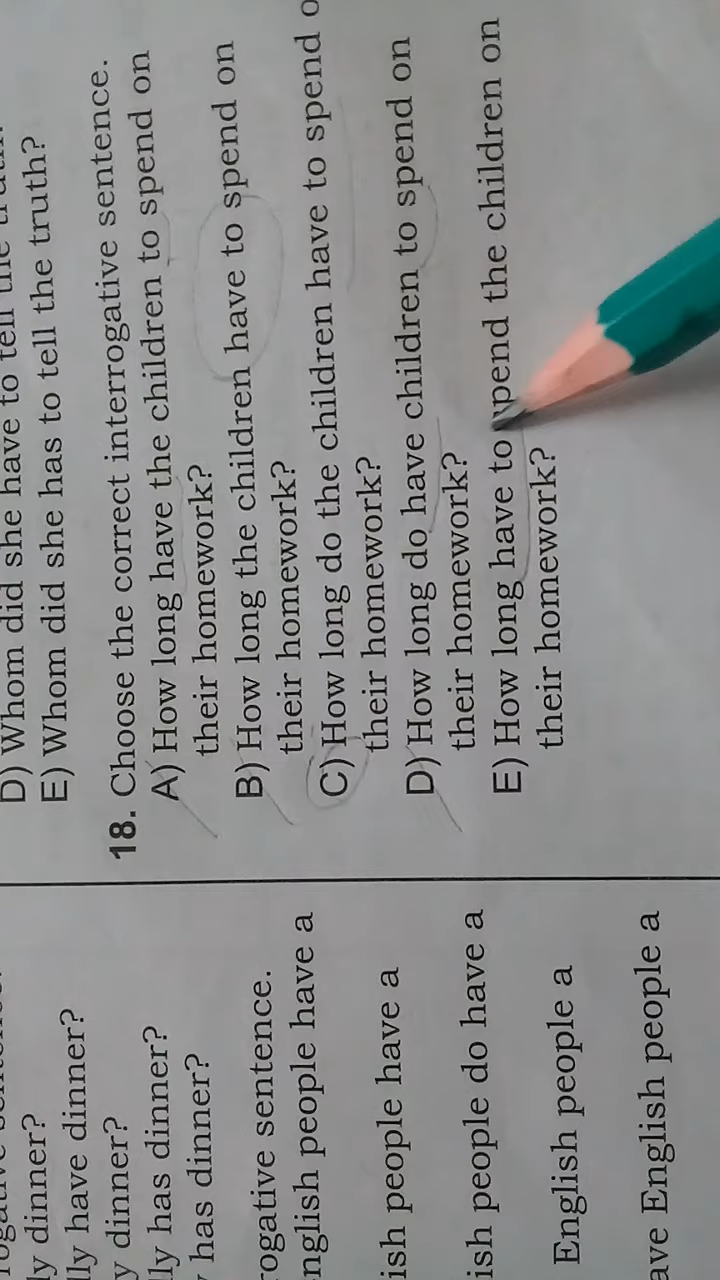 D) Whom did she have to tell the truth?
E) Whom did she has to tell the truth?
18. Choose the correct interrogative sentence.
A) How long have the children to spend on
their homework?
B) How long the children have to spend on
their homework?
C) How long do the children have to spend o
their homework?
D) How long do have children to spend on
their homework?
E) How long have to spend the children on
their homework?
ly dinner?
lly have dinner?
y dinner?
lly has dinner?
has dinner?
rogative sentence.
nglish people have a
ish people have a
ish people do have a
English people a
ave English people a